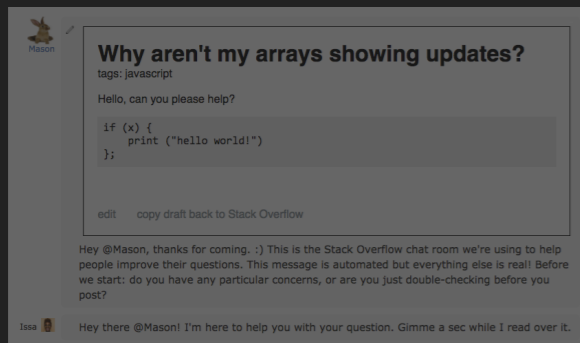 Mason
Why aren't my arrays showing updates?
tags: javascript
Hello, can you please help?
if (x) {
    print ("hello world!")
};
edit copy draft back to Stack Overflow
Hey @Mason, thanks for coming. :) This is the Stack Overflow chat room we're using to help
people improve their questions. This message is automated but everything else is real! Before
we start: do you have any particular concerns, or are you just double-checking before you
post?
Issa Hey there @Mason! I'm here to help you with your question. Gimme a sec while I read over it.